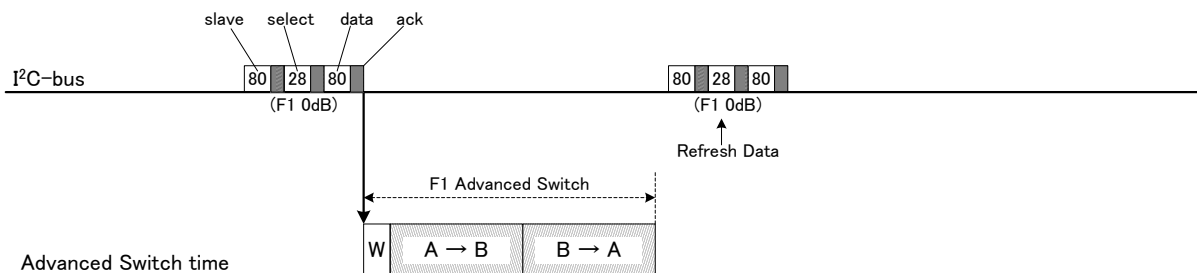 slave select data ack
I²C-bus
80 28 80
80 28 80
(F1 0dB)
(F1 0dB)
Refresh Data
F1 Advanced Switch
W A → B B → A
Advanced Switch time